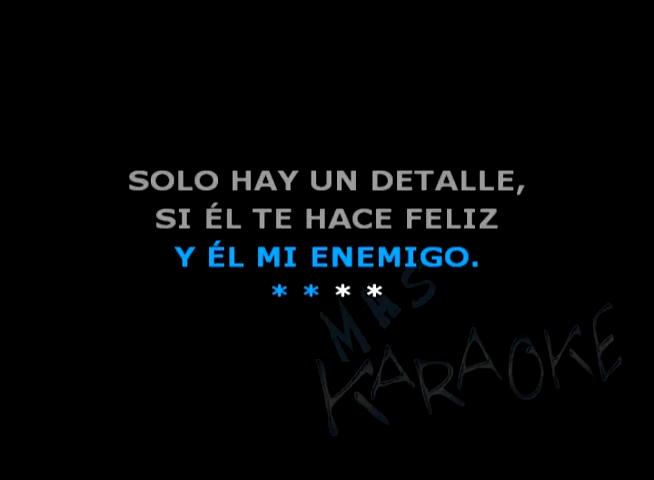 SOLO HAY UN DETALLE,
SI ÉL TE HACE FELIZ
Y ÉL MI ENEMIGO.
* * * *
MAS
KARAOKE